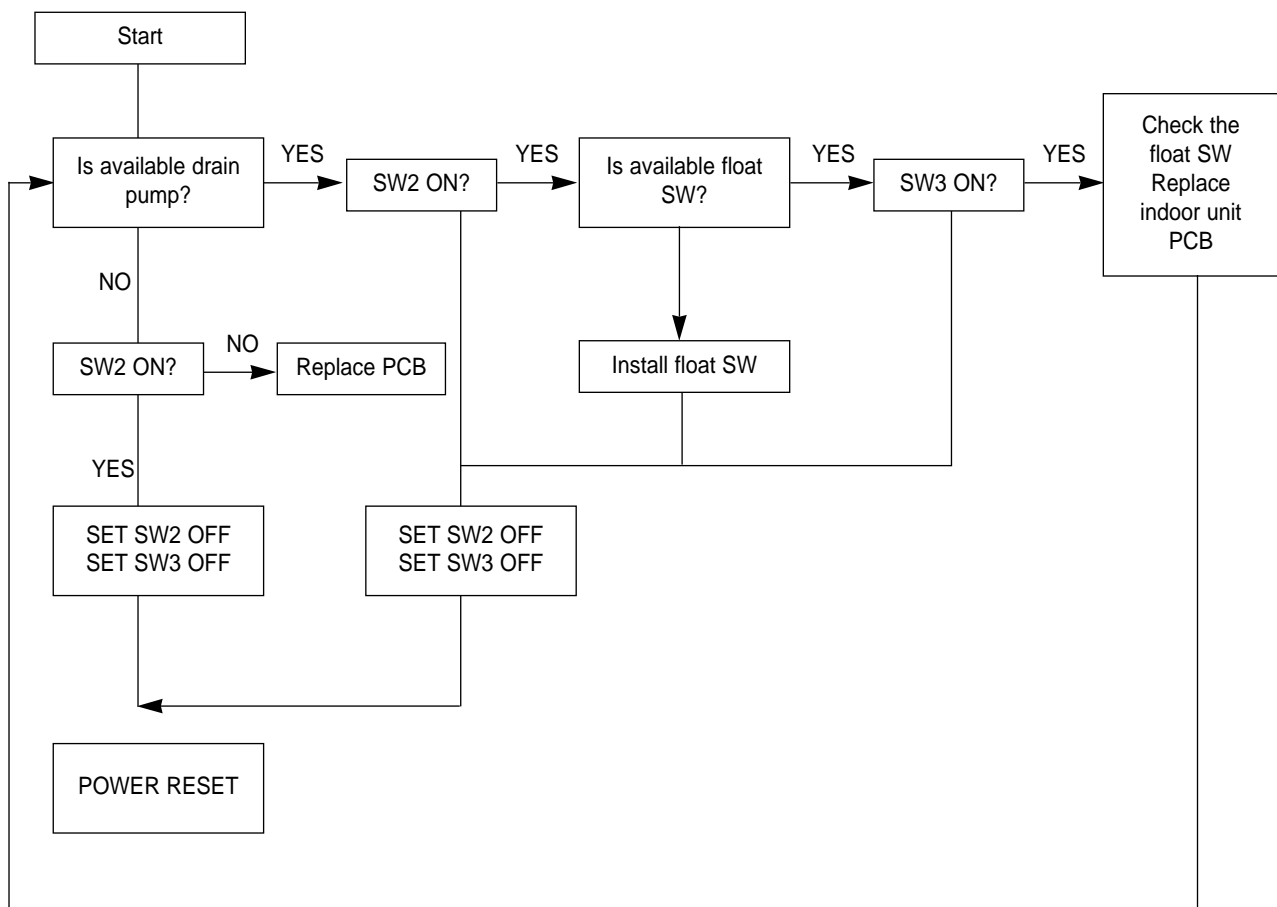 Start
Is available drain
pump?
YES
SW2 ON?
YES
Is available float
SW?
YES
SW3 ON?
YES
Check the
float SW
Replace
indoor unit
PCB
NO
SW2 ON?
NO
Replace PCB
Install float SW
YES
SET SW2 OFF
SET SW3 OFF
SET SW2 OFF
SET SW3 OFF
POWER RESET